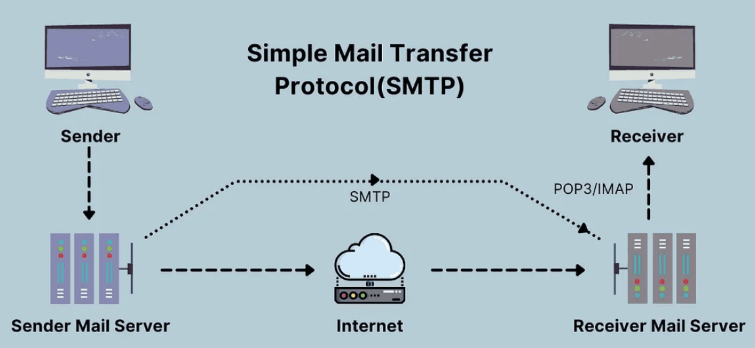 Simple Mail Transfer
Protocol(SMTP)
Sender
Receiver
SMTP
POP3/IMAP
Sender Mail Server
Internet
Receiver Mail Server